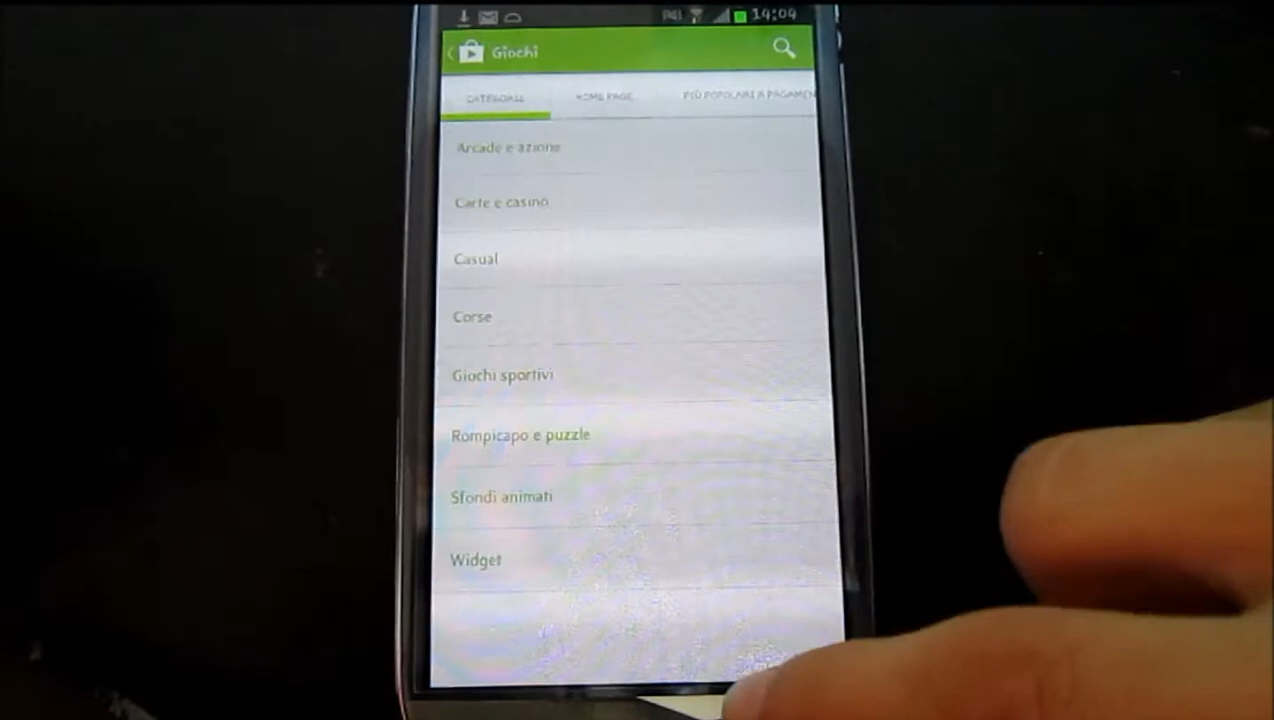 14:04
Giochi
CATEGORIE HOME PAGE PIÙ POPOLARI A PAGAMEN
Arcade e azione
Carte e casinò
Casual
Corse
Giochi sportivi
Rompicapo e puzzle
Sfondi animati
Widget